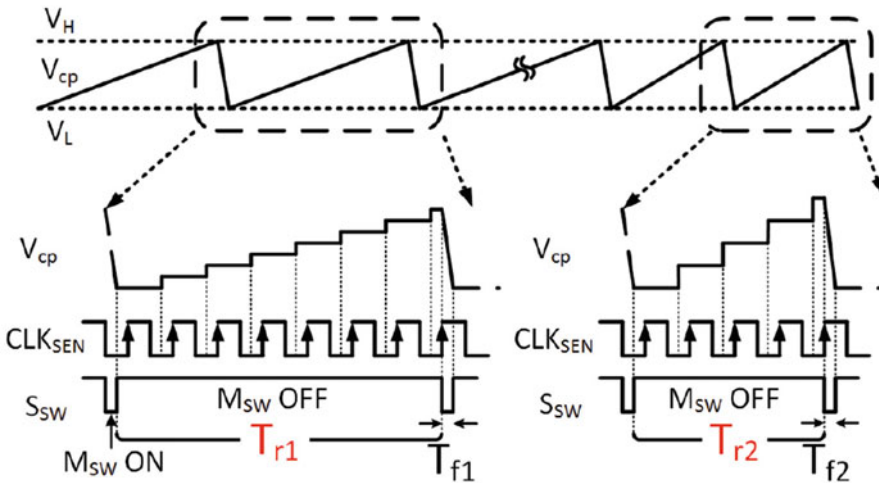 V_H
V_cp
V_L
V_cp
V_cp
CLK_SEN
CLK_SEN
S_SW
M_SW OFF
S_SW
M_SW OFF
M_SW ON
T_r1
T_f1
T_r2
T_f2